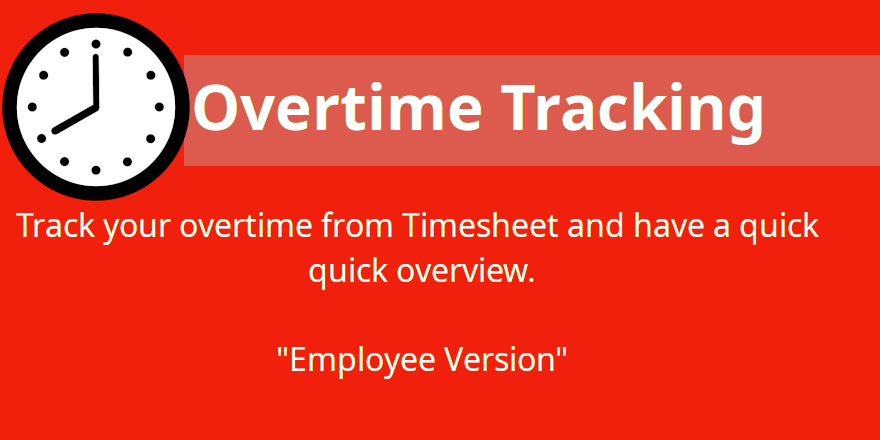 Overtime Tracking
Track your overtime from Timesheet and have a quick
quick overview.
"Employee Version"